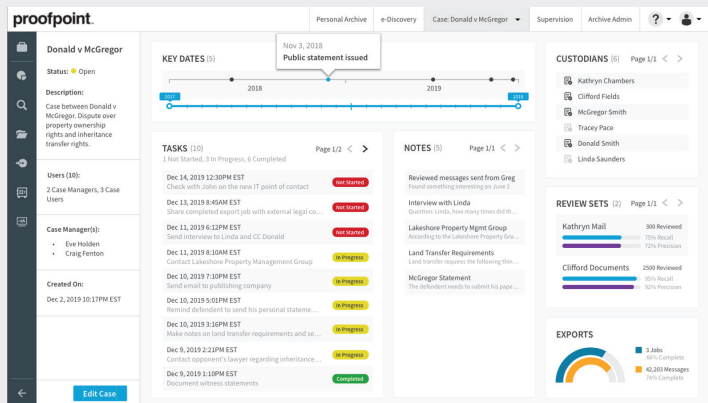 proofpoint.
Personal Archive
e-Discovery
Case: Donald v McGregor
Supervision
Archive Admin
?
Donald v McGregor
Status: Open
Description:
Case between Donald v
McGregor. Dispute over
property ownership
rights and inheritance
transfer rights.
Users (10):
2 Case Managers, 3 Case
Users
Case Manager(s):
• Eve Holden
• Craig Fenton
Created On:
Dec 2, 2019 10:17PM EST
Edit Case
KEY DATES (5)
Nov 3, 2018
Public statement issued
2018
2019
2017
2019
TASKS (10)
Page 1/2
1 Not Started, 3 In Progress, 6 Completed
Dec 14, 2019 12:30PM EST
Check with John on the new IT point of contact
Not Started
Dec 13, 2019 8:45AM EST
Share completed export job with external legal co...
Not Started
Dec 11, 2019 6:12PM EST
Send interview to Linda and CC Donald
Not Started
Dec 11, 2019 8:10AM EST
Contact Lakeshore Property Management Group
In Progress
Dec 10, 2019 7:10PM EST
Send email to publishing company
In Progress
Dec 10, 2019 5:01PM EST
Remind defendent to send his personal stateme...
In Progress
Dec 10, 2019 3:16PM EST
Make notes on land transfer requirements and se...
In Progress
Dec 9, 2019 2:21PM EST
Contact opponent's lawyer regarding inheritance...
In Progress
Dec 9, 2019 1:10PM EST
Document witness statements
Completed
NOTES (5)
Page 1/1
Reviewed messages sent from Greg
Found something interesting on June 2
Interview with Linda
Question: Linda, how many times did th...
Lakeshore Property Mgmt Group
According to the Lakeshore Property Gro...
Land Transfer Requirements
Land transfer requires the following thin...
McGregor Statement
The defendent needs to submit his pape...
CUSTODIANS (6)
Page 1/1
Kathryn Chambers
Clifford Fields
McGregor Smith
Tracey Pace
Donald Smith
Linda Saunders
REVIEW SETS (2)
Page 1/1
Kathryn Mail
300 Reviewed
75% Recall
72% Precision
Clifford Documents
2500 Reviewed
95% Recall
92% Precision
EXPORTS
3 Jobs
66% Complete
42,203 Messages
74% Complete